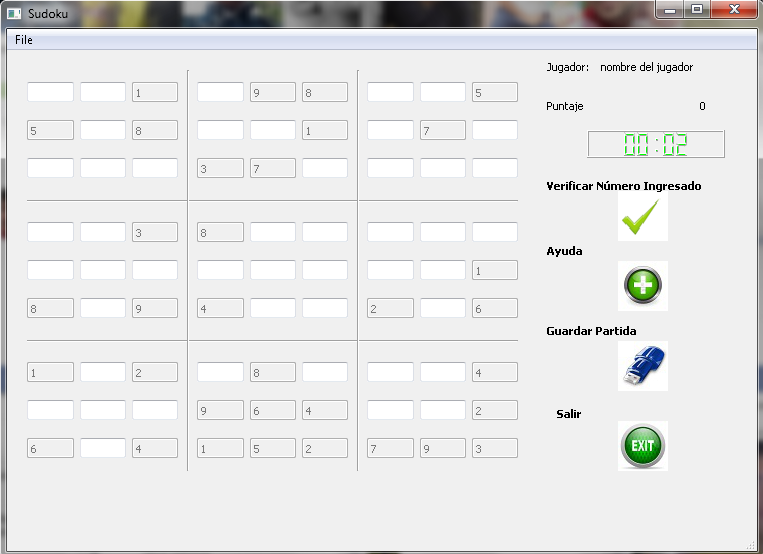 Sudoku
File
Jugador: nombre del jugador
1 9 8 5
Puntaje 0
5 8 1 7
00:02
3 7
Verificar Número Ingresado
3 8
Ayuda
1
8 9 4 2 6
Guardar Partida
1 2 8 4
9 6 4 2
Salir
6 4 1 5 2 7 9 3
EXIT